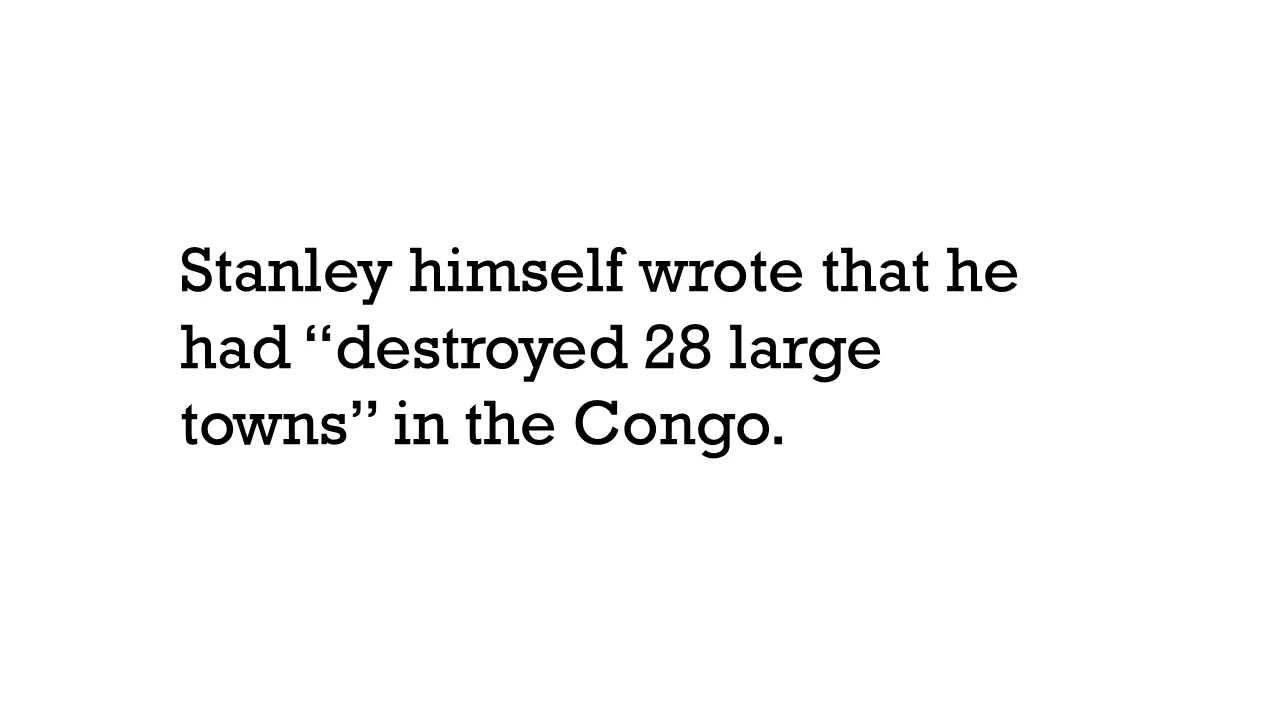 Stanley himself wrote that he
had “destroyed 28 large
towns” in the Congo.